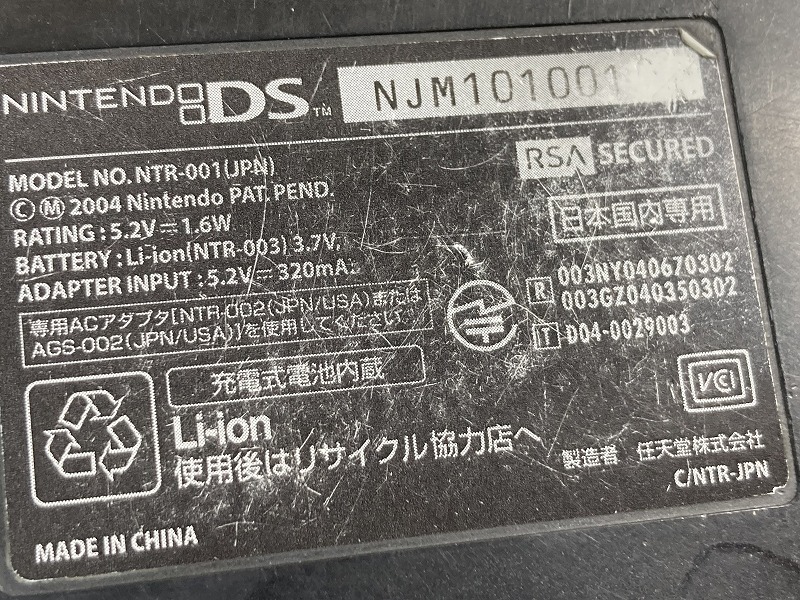 NINTENDO DS™
NJM101001
RSA SECURED
MODEL NO. NTR-001(JPN)
© Ⓜ 2004 Nintendo PAT. PEND.
日本国内専用
RATING : 5.2V⎓1.6W
BATTERY : Li-ion(NTR-003) 3.7V
ADAPTER INPUT : 5.2V⎓320mA
R 003NY040670302
003GZ040350302
T D04-0029003
専用ACアダプタ[NTR-002(JPN/USA)または
AGS-002(JPN/USA)]を使用してください
充電式電池内蔵
VCCI
Li-ion
使用後はリサイクル協力店へ
製造者 任天堂株式会社
C/NTR-JPN
MADE IN CHINA